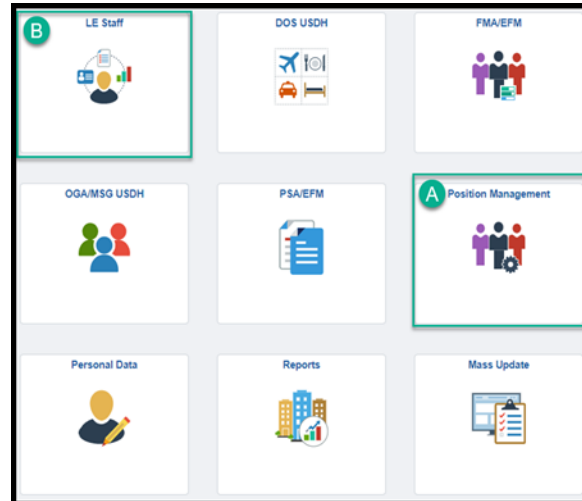 B
LE Staff
DOS USDH
FMA/EFM
OGA/MSG USDH
PSA/EFM
A
Position Management
Personal Data
Reports
Mass Update